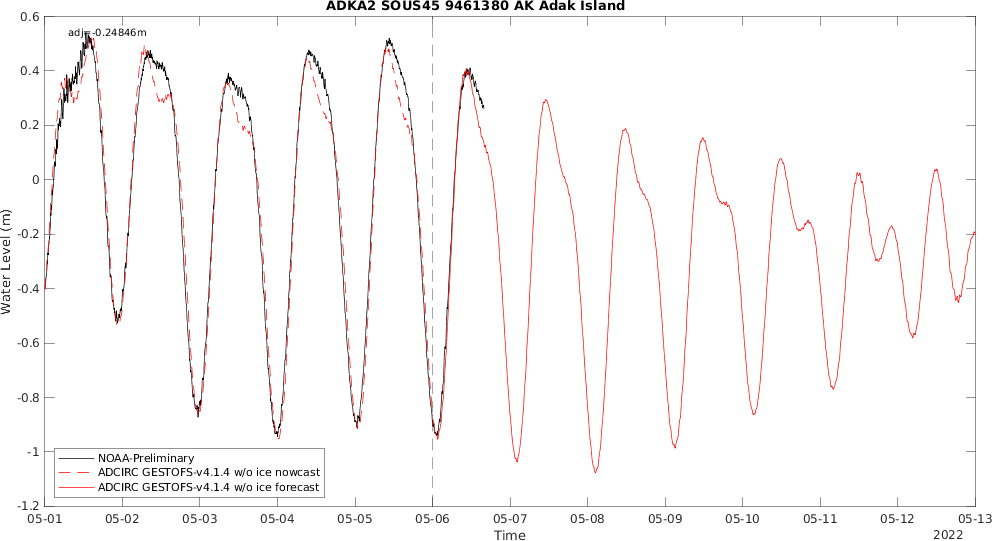 ADKA2 SOUS45 9461380 AK Adak Island
adj=-0.24846m
Water Level (m)
0.6
0.4
0.2
0
-0.2
-0.4
-0.6
-0.8
-1
-1.2
NOAA-Preliminary
ADCIRC GESTOFS-v4.1.4 w/o ice nowcast
ADCIRC GESTOFS-v4.1.4 w/o ice forecast
05-01 05-02 05-03 05-04 05-05 05-06 05-07 05-08 05-09 05-10 05-11 05-12 05-13
Time
2022